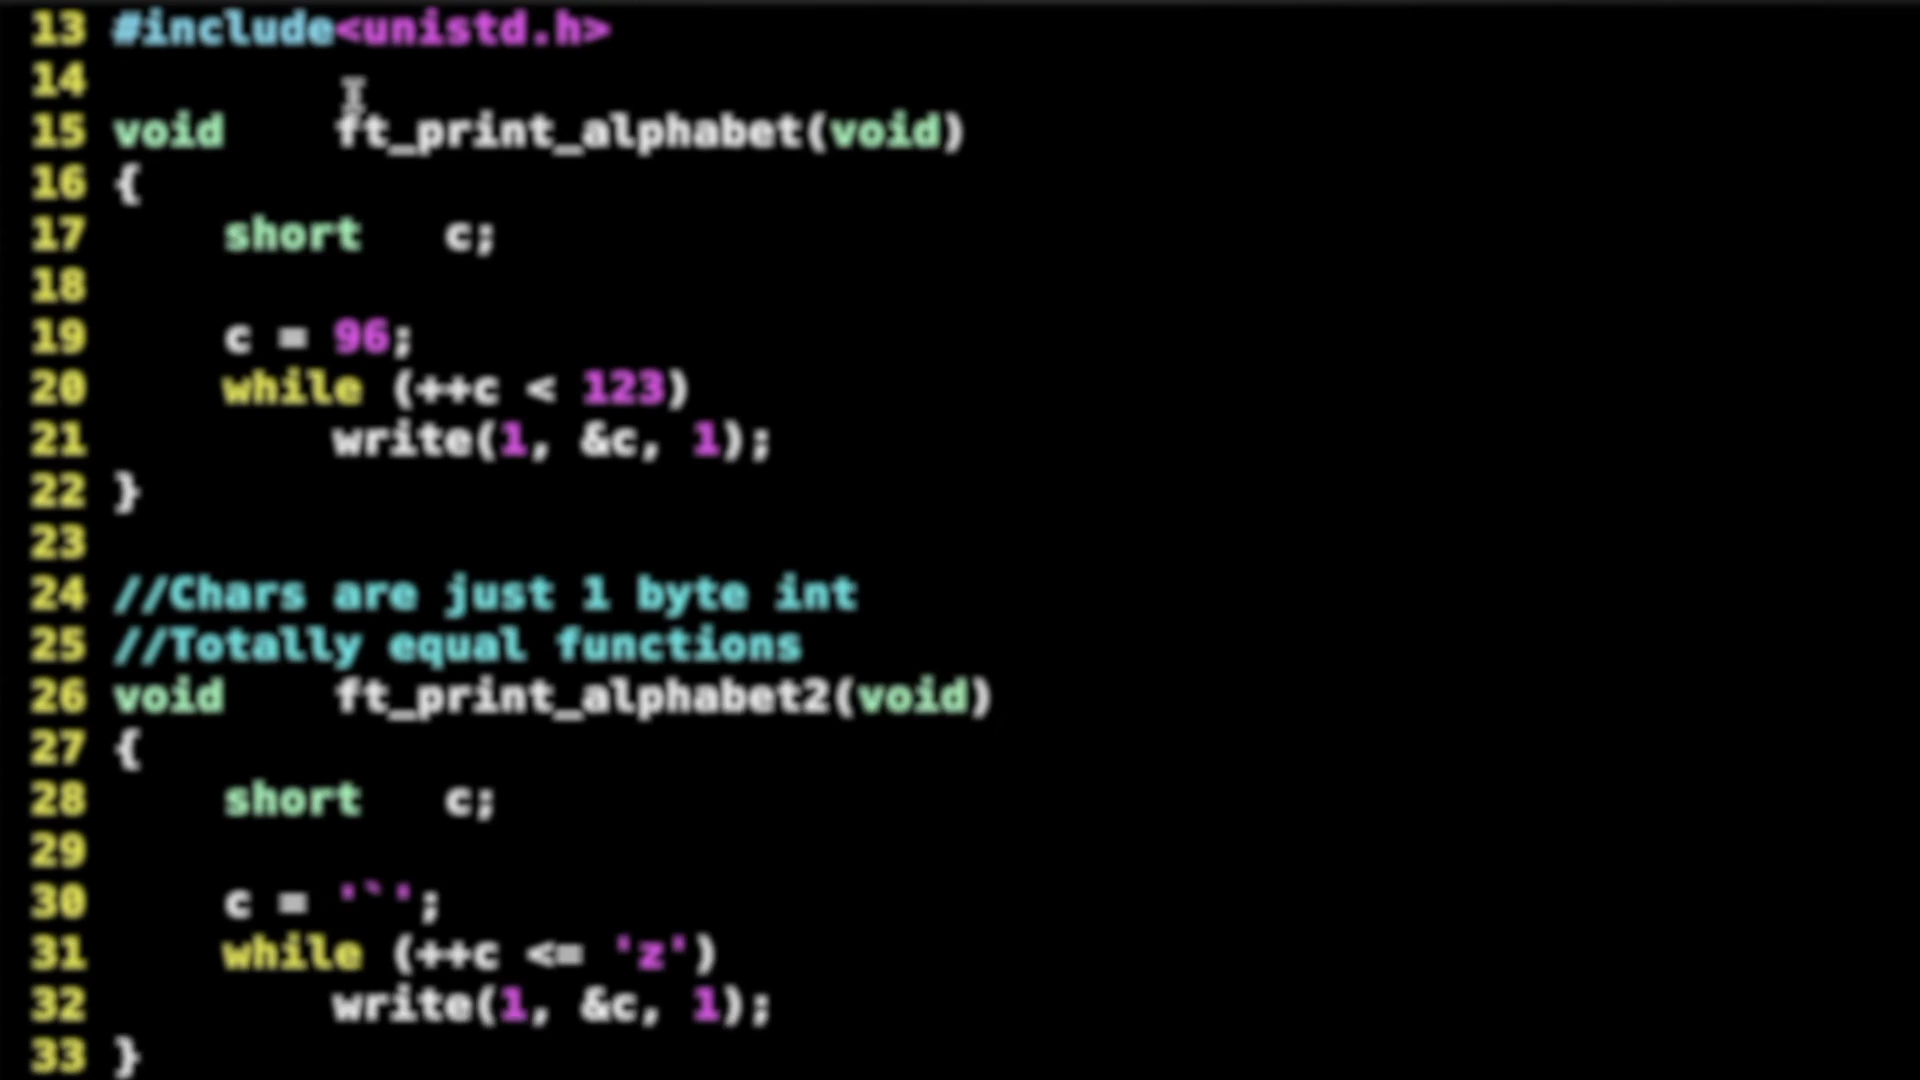 13 #include<unistd.h>
14
15 void    ft_print_alphabet(void)
16 {
17     short   c;
18
19     c = 96;
20     while (++c < 123)
21         write(1, &c, 1);
22 }
23
24 //Chars are just 1 byte int
25 //Totally equal functions
26 void    ft_print_alphabet2(void)
27 {
28     short   c;
29
30     c = '`';
31     while (++c <= 'z')
32         write(1, &c, 1);
33 }